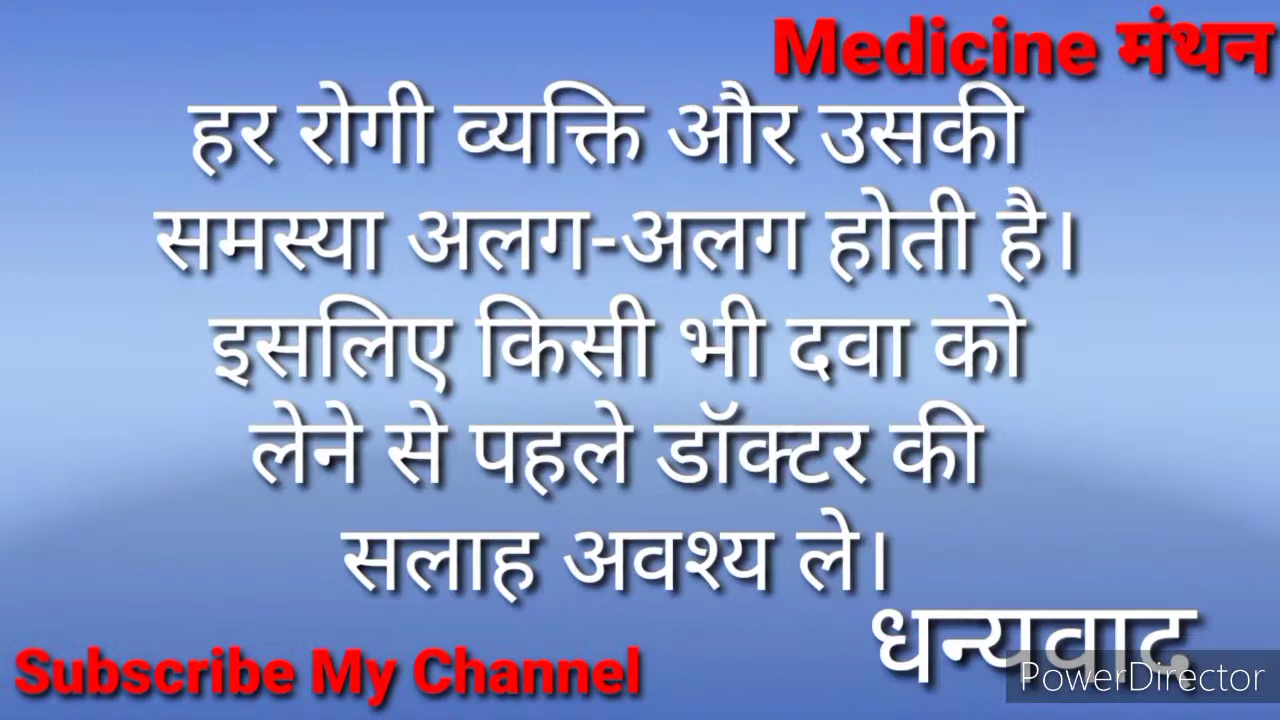 Medicine मंथन
हर रोगी व्यक्ति और उसकी
समस्या अलग-अलग होती है।
इसलिए किसी भी दवा को
लेने से पहले डॉक्टर की
सलाह अवश्य ले।
धन्यवाद
Subscribe My Channel
PowerDirector